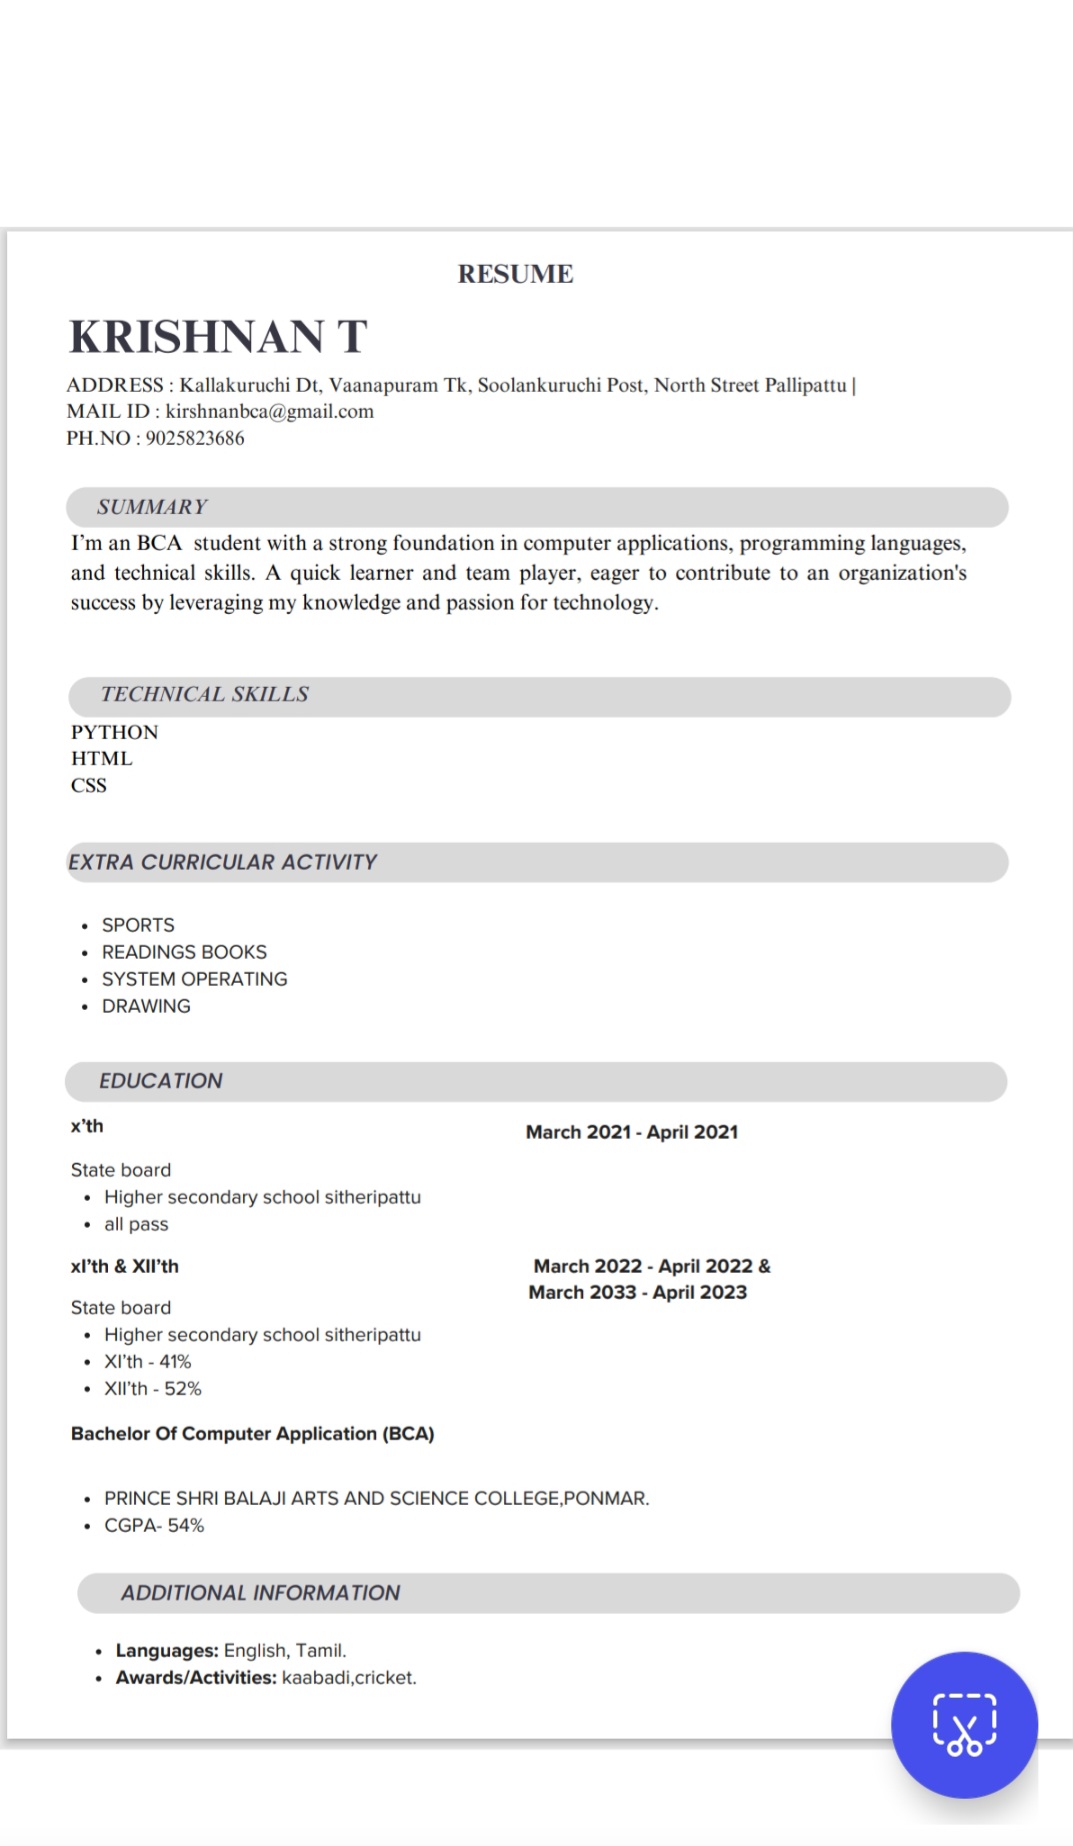 RESUME
KRISHNAN T
ADDRESS : Kallakuruchi Dt, Vaanapuram Tk, Soolankuruchi Post, North Street Pallipattu |
MAIL ID : kirshnanbca@gmail.com
PH.NO : 9025823686
SUMMARY
I'm an BCA student with a strong foundation in computer applications, programming languages,
and technical skills. A quick learner and team player, eager to contribute to an organization's
success by leveraging my knowledge and passion for technology.
TECHNICAL SKILLS
PYTHON
HTML
CSS
EXTRA CURRICULAR ACTIVITY
• SPORTS
• READINGS BOOKS
• SYSTEM OPERATING
• DRAWING
EDUCATION
x'th
March 2021 - April 2021
State board
• Higher secondary school sitheripattu
• all pass
xI'th & XII'th
March 2022 - April 2022 &
March 2033 - April 2023
State board
• Higher secondary school sitheripattu
• XI'th - 41%
• XII'th - 52%
Bachelor Of Computer Application (BCA)
• PRINCE SHRI BALAJI ARTS AND SCIENCE COLLEGE,PONMAR.
• CGPA- 54%
ADDITIONAL INFORMATION
• Languages: English, Tamil.
• Awards/Activities: kaabadi,cricket.